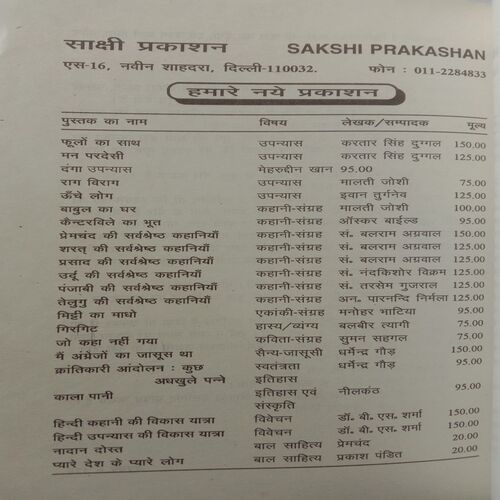 साक्षी प्रकाशन SAKSHI PRAKASHAN
एस-16, नवीन शाहदरा, दिल्ली-110032. फोन : 011-2284833
हमारे नये प्रकाशन
पुस्तक का नाम विषय लेखक/सम्पादक मूल्य
फूलों का साथ उपन्यास करतार सिंह दुग्गल 150.00
मन परदेसी उपन्यास करतार सिंह दुग्गल 125.00
दंगा उपन्यास मेहरुद्दीन खान 95.00
राग विराग उपन्यास मालती जोशी 75.00
ऊँचे लोग उपन्यास इवान तुर्गनेव 125.00
बाबुल का घर कहानी-संग्रह मालती जोशी 100.00
कैन्टरविले का भूत कहानी-संग्रह ऑस्कर बाईल्ड 95.00
प्रेमचंद की सर्वश्रेष्ठ कहानियाँ कहानी-संग्रह सं. बलराम अग्रवाल 150.00
शरत् की सर्वश्रेष्ठ कहानियाँ कहानी-संग्रह सं. बलराम अग्रवाल 125.00
प्रसाद की सर्वश्रेष्ठ कहानियाँ कहानी-संग्रह सं. बलराम अग्रवाल 125.00
उर्दू की सर्वश्रेष्ठ कहानियाँ कहानी-संग्रह सं. नंदकिशोर विक्रम 125.00
पंजाबी की सर्वश्रेष्ठ कहानियाँ कहानी-संग्रह सं. तरसेम गुजराल 125.00
तेलुगु की सर्वश्रेष्ठ कहानियाँ कहानी-संग्रह अन. पारनन्दि निर्मला 125.00
मिट्टी का माधो एकांकी-संग्रह मनोहर भाटिया 95.00
गिरगिट हास्य/व्यंग्य बलबीर त्यागी 75.00
जो कहा नहीं गया कविता-संग्रह सुमन सहगल 75.00
मैं अंग्रेजों का जासूस था सैन्य-जासूसी धर्मेन्द्र गौड़ 150.00
क्रांतिकारी आंदोलन : कुछ स्वतंत्रता धर्मेन्द्र गौड़ 95.00
अधखुले पन्ने इतिहास
काला पानी इतिहास एवं नीलकंठ 95.00
संस्कृति
हिन्दी कहानी की विकास यात्रा विवेचन डॉ. बी. एस. शर्मा 150.00
हिन्दी उपन्यास की विकास यात्रा विवेचन डॉ. बी. एस. शर्मा 150.00
नादान दोस्त बाल साहित्य प्रेमचंद 20.00
प्यारे देश के प्यारे लोग बाल साहित्य प्रकाश पंडित 20.00